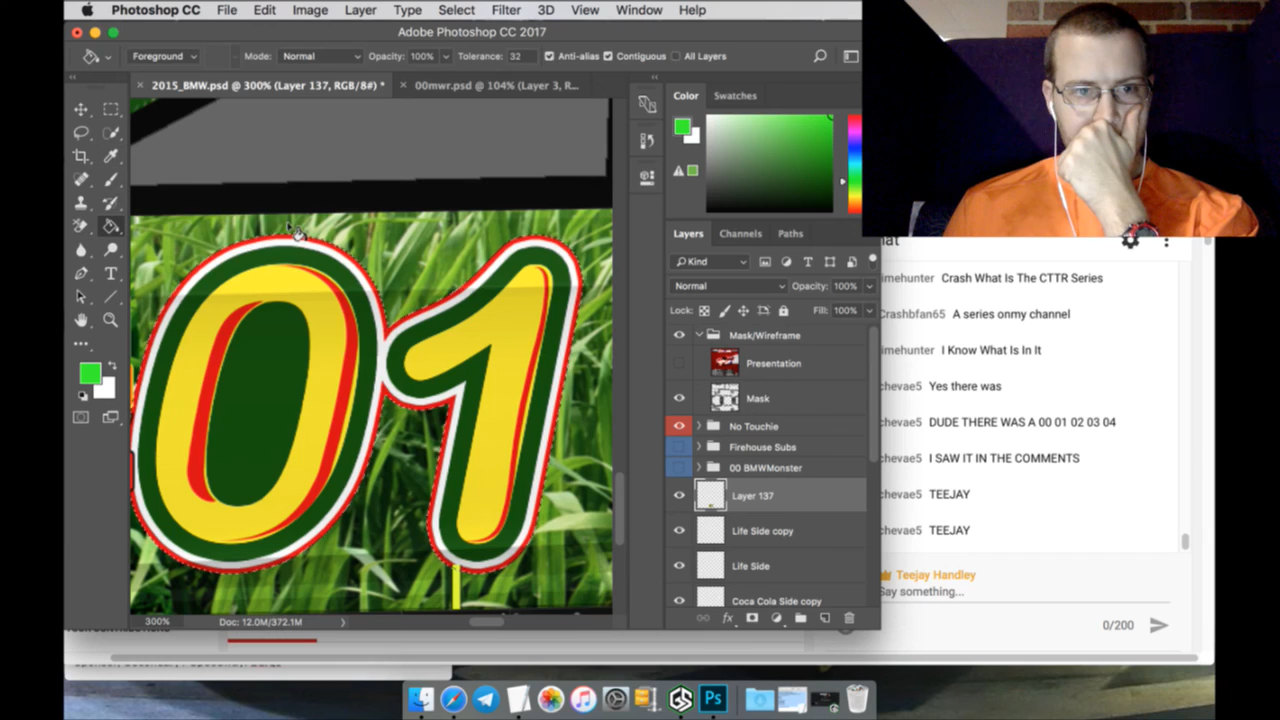 Photoshop CC File Edit Image Layer Type Select Filter 3D View Window Help
Adobe Photoshop CC 2017
Foreground Mode: Normal Opacity: 100% Tolerance: 32 Anti-alias Contiguous All Layers
2015_BMW.psd @ 300% (Layer 137, RGB/8#) * 00mwr.psd @ 104% (Layer 3, R...
Color Swatches
Layers Channels Paths
Kind
Normal Opacity: 100%
Lock: Fill: 100%
Mask/Wireframe
Presentation
Mask
No Touchie
Firehouse Subs
00 BMWMonster
Layer 137
Life Side copy
Life Side
Coca Cola Side copy
01
300% Doc: 12.0M/372.1M
imehunter Crash What Is The CTTR Series
Crashbfan65 A series onmy channel
imehunter I Know What Is In It
chevae5 Yes there was
chevae5 DUDE THERE WAS A 00 01 02 03 04
chevae5 I SAW IT IN THE COMMENTS
chevae5 TEEJAY
chevae5 TEEJAY
Teejay Handley
Say something...
0/200
Ps